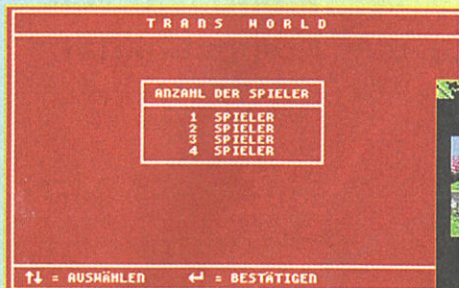 TRANS WORLD
ANZAHL DER SPIELER
1 SPIELER
2 SPIELER
3 SPIELER
4 SPIELER
↑↓ = AUSWÄHLEN ↵ = BESTÄTIGEN